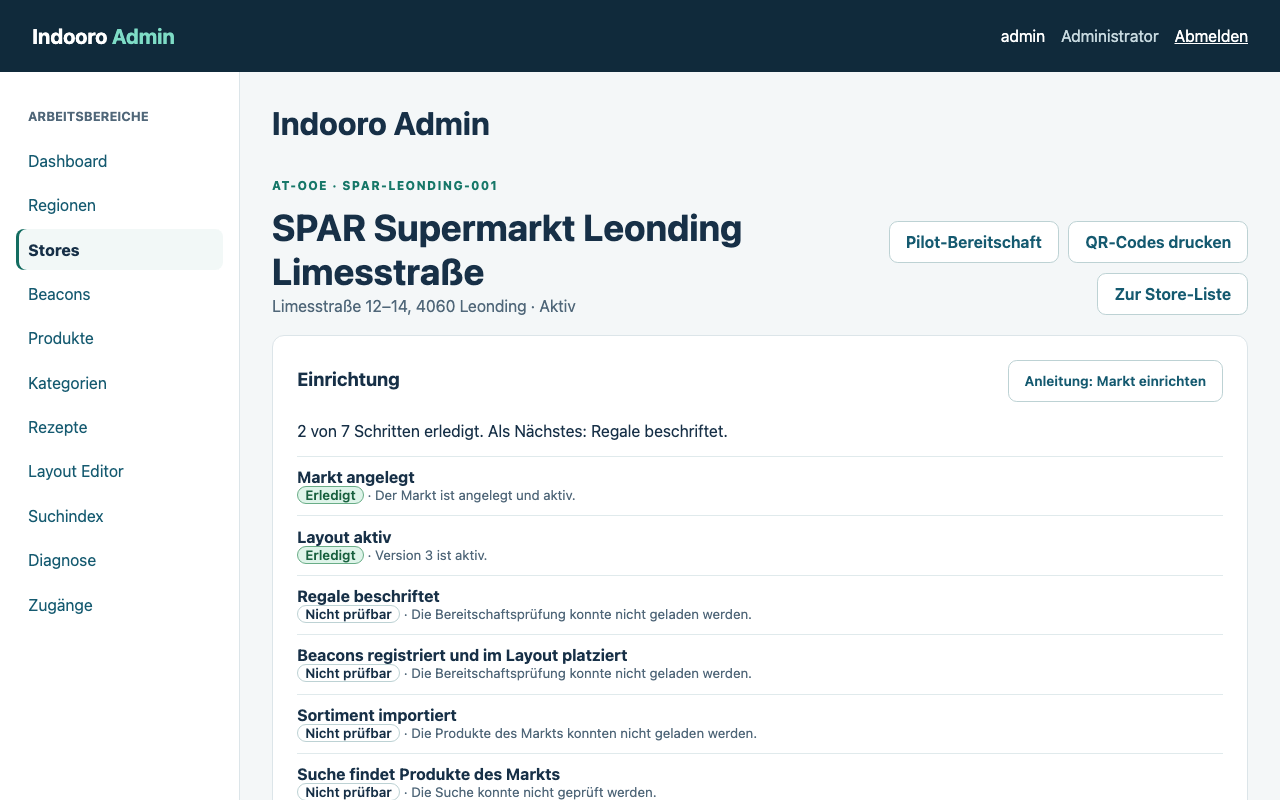 Indooro Admin
admin Administrator Abmelden
ARBEITSBEREICHE
Dashboard
Regionen
Stores
Beacons
Produkte
Kategorien
Rezepte
Layout Editor
Suchindex
Diagnose
Zugänge
Indooro Admin
AT-OOE · SPAR-LEONDING-001
SPAR Supermarkt Leonding
Limesstraße
Limesstraße 12–14, 4060 Leonding · Aktiv
Pilot-Bereitschaft
QR-Codes drucken
Zur Store-Liste
Einrichtung
Anleitung: Markt einrichten
2 von 7 Schritten erledigt. Als Nächstes: Regale beschriftet.
Markt angelegt
Erledigt · Der Markt ist angelegt und aktiv.
Layout aktiv
Erledigt · Version 3 ist aktiv.
Regale beschriftet
Nicht prüfbar · Die Bereitschaftsprüfung konnte nicht geladen werden.
Beacons registriert und im Layout platziert
Nicht prüfbar · Die Bereitschaftsprüfung konnte nicht geladen werden.
Sortiment importiert
Nicht prüfbar · Die Produkte des Markts konnten nicht geladen werden.
Suche findet Produkte des Markts
Nicht prüfbar · Die Suche konnte nicht geprüft werden.